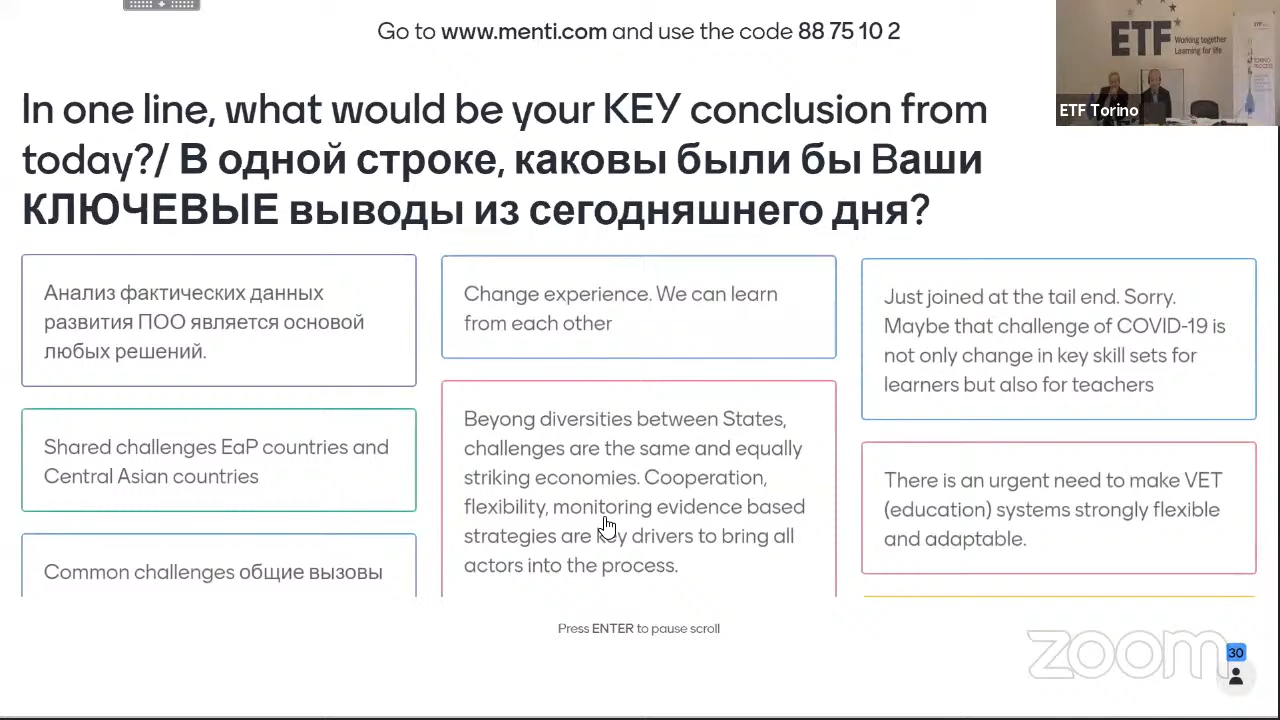 Go to www.menti.com and use the code 88 75 10 2
ETF
Working together
Learning for life
ETF Torino
In one line, what would be your KEY conclusion from
today?/ В одной строке, каковы были бы Ваши
КЛЮЧЕВЫЕ выводы из сегодняшнего дня?
Анализ фактических данных
развития ПОО является основой
любых решений.
Shared challenges EaP countries and
Central Asian countries
Common challenges общие вызовы
Change experience. We can learn
from each other
Beyong diversities between States,
challenges are the same and equally
striking economies. Cooperation,
flexibility, monitoring evidence based
strategies are key drivers to bring all
actors into the process.
Just joined at the tail end. Sorry.
Maybe that challenge of COVID-19 is
not only change in key skill sets for
learners but also for teachers
There is an urgent need to make VET
(education) systems strongly flexible
and adaptable.
Press ENTER to pause scroll
zoom
30